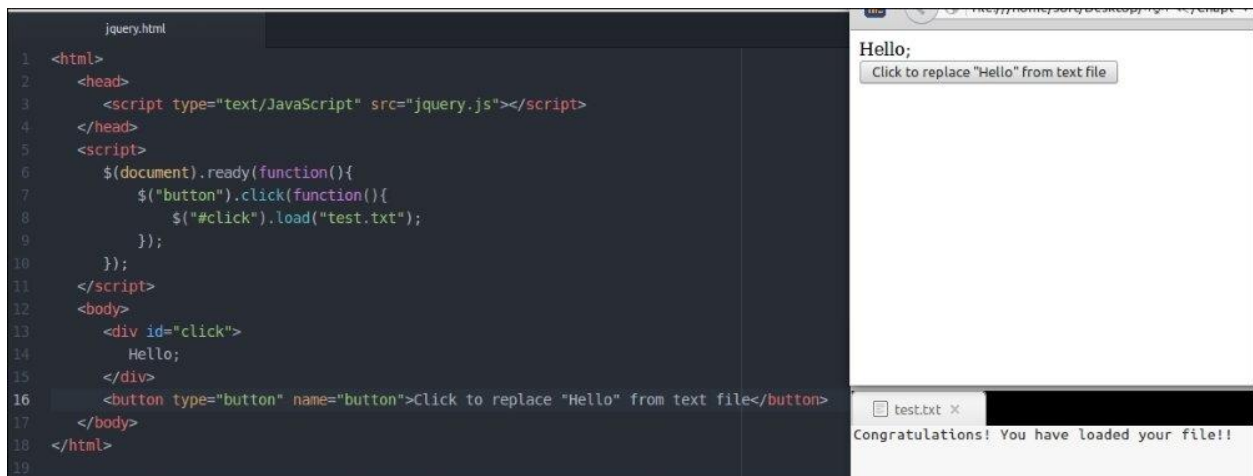 jquery.html
1 <html>
2 <head>
3 <script type="text/JavaScript" src="jquery.js"></script>
4 </head>
5 <script>
6 $(document).ready(function(){
7 $("button").click(function(){
8 $("#click").load("test.txt");
9 });
10 });
11 </script>
12 <body>
13 <div id="click">
14 Hello;
15 </div>
16 <button type="button" name="button">Click to replace "Hello" from text file</button>
17 </body>
18 </html>
19
Hello;
Click to replace "Hello" from text file
test.txt ×
Congratulations! You have loaded your file!!